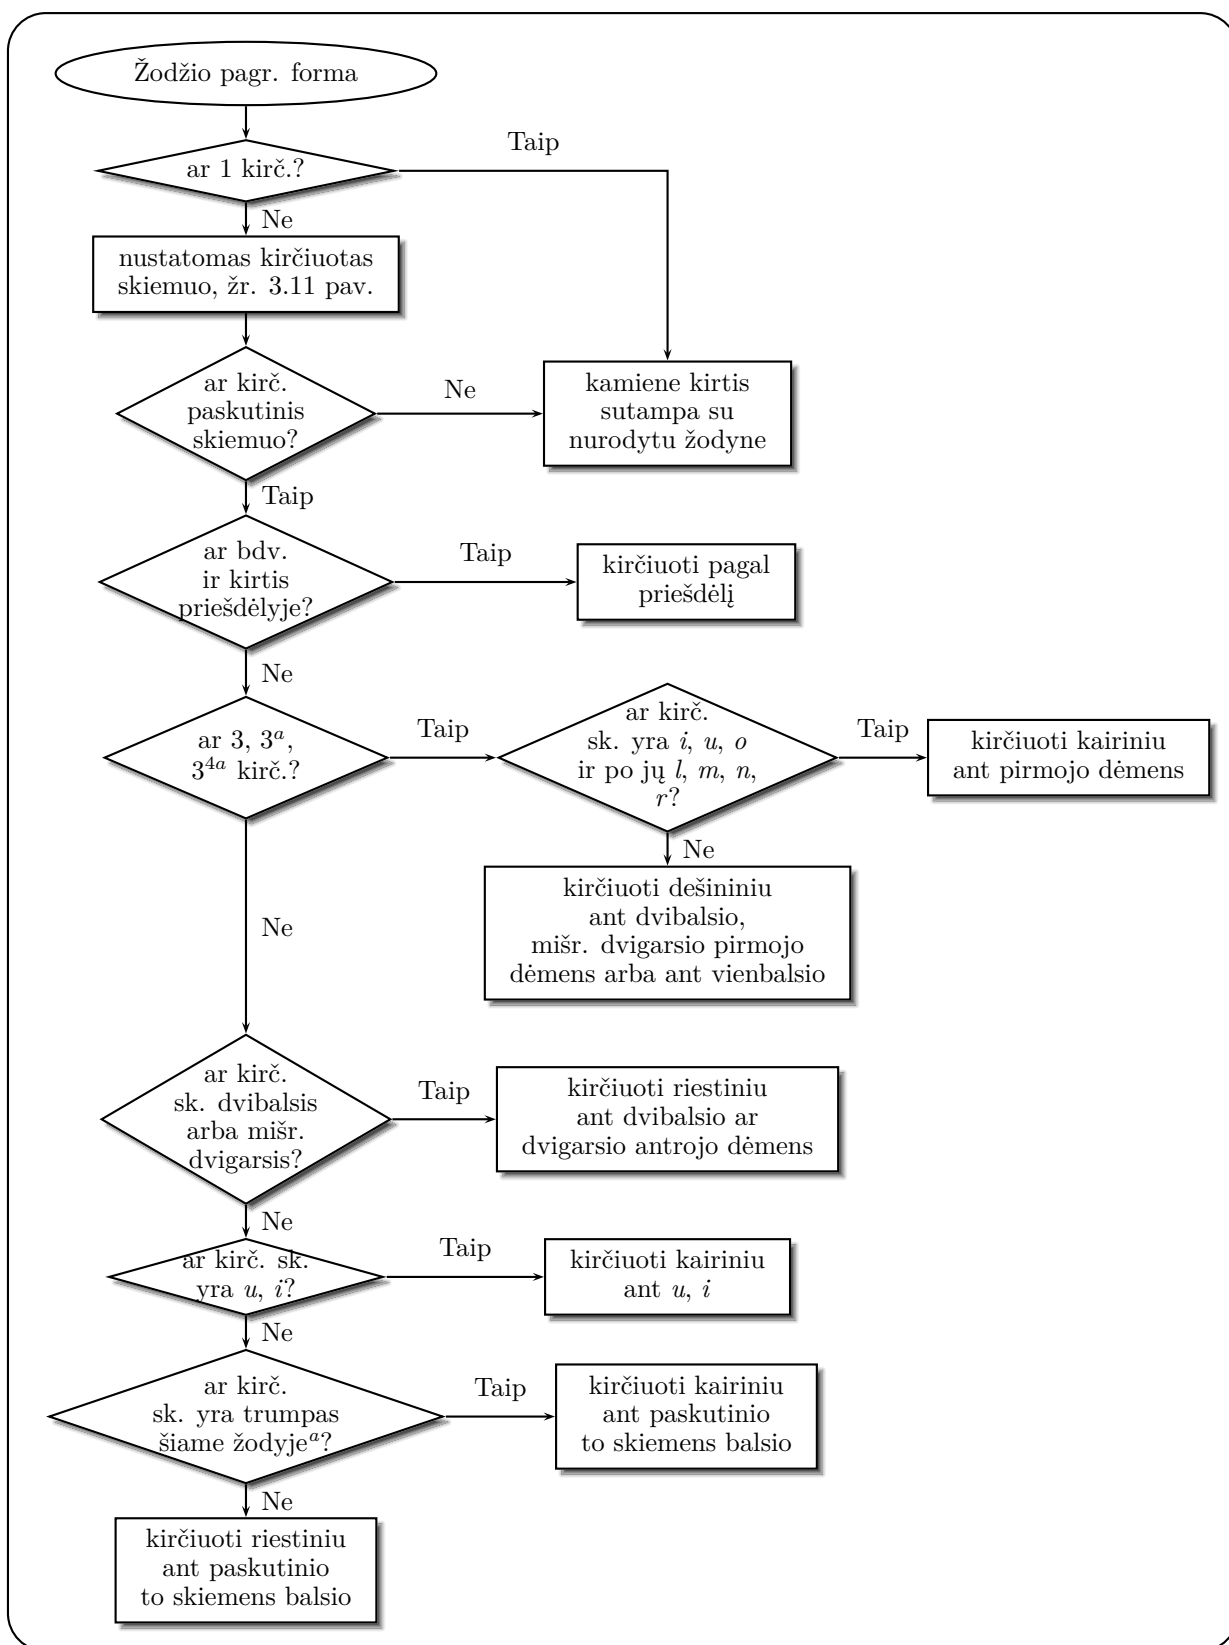 Žodžio pagr. forma
Taip
ar 1 kirč.?
Ne
nustatomas kirčiuotas
skiemuo, žr. 3.11 pav.
ar kirč.
paskutinis
skiemuo?
Ne
kamiene kirtis
sutampa su
nurodytu žodyne
Taip
ar bdv.
ir kirtis
priešdėlyje?
Taip
kirčiuoti pagal
priešdėlį
Ne
ar 3, 3^a,
3^{4a} kirč.?
Taip
ar kirč.
sk. yra i, u, o
ir po jų l, m, n,
r?
Taip
kirčiuoti kairiniu
ant pirmojo dėmens
Ne
kirčiuoti dešininiu
ant dvibalsio,
mišr. dvigarsio pirmojo
dėmens arba ant vienbalsio
Ne
ar kirč.
sk. dvibalsis
arba mišr.
dvigarsis?
Taip
kirčiuoti riestiniu
ant dvibalsio ar
dvigarsio antrojo dėmens
Ne
ar kirč. sk.
yra u, i?
Taip
kirčiuoti kairiniu
ant u, i
Ne
ar kirč.
sk. yra trumpas
šiame žodyje^a?
Taip
kirčiuoti kairiniu
ant paskutinio
to skiemens balsio
Ne
kirčiuoti riestiniu
ant paskutinio
to skiemens balsio